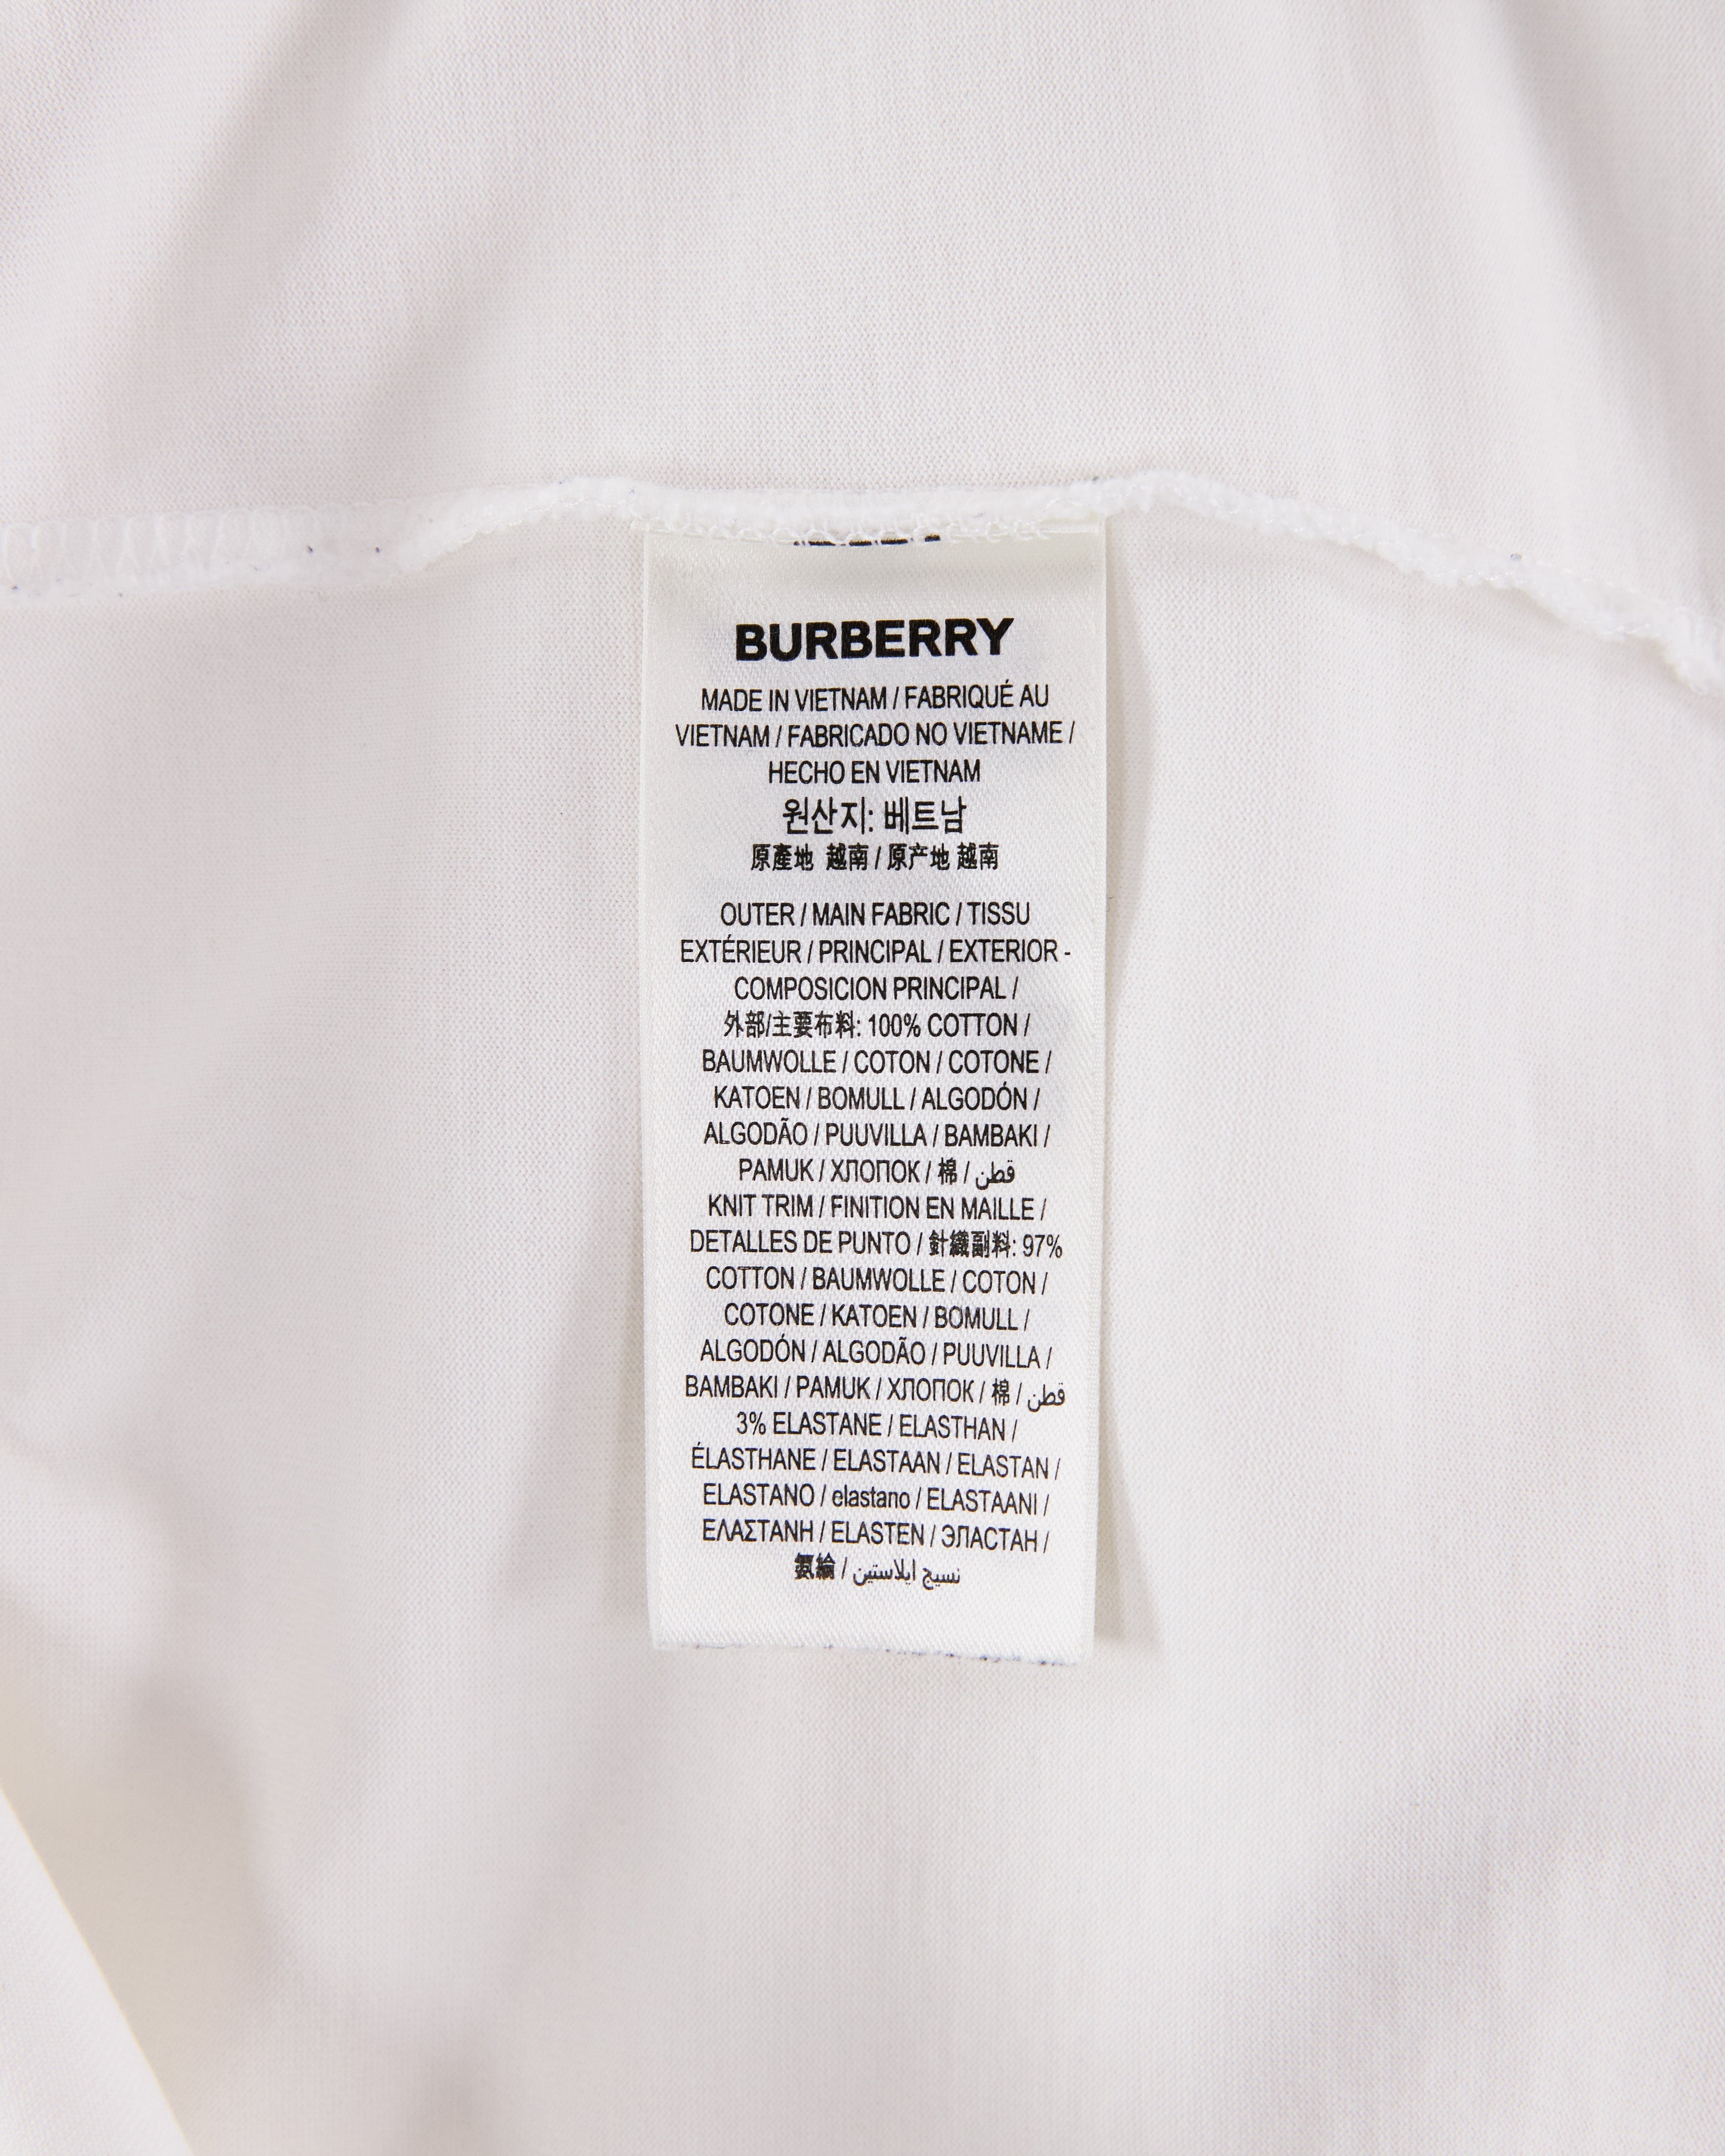 BURBERRY
MADE IN VIETNAM / FABRIQUÉ AU
VIETNAM / FABRICADO NO VIETNAME /
HECHO EN VIETNAM
원산지: 베트남
原產地 越南 / 原产地 越南
OUTER / MAIN FABRIC / TISSU
EXTÉRIEUR / PRINCIPAL / EXTERIOR -
COMPOSICION PRINCIPAL /
外部/主要布料: 100% COTTON /
BAUMWOLLE / COTON / COTONE /
KATOEN / BOMULL / ALGODÓN /
ALGODÃO / PUUVILLA / BAMBAKI /
PAMUK / ХЛОПОК / 棉 / قطن
KNIT TRIM / FINITION EN MAILLE /
DETALLES DE PUNTO / 針織副料: 97%
COTTON / BAUMWOLLE / COTON /
COTONE / KATOEN / BOMULL /
ALGODÓN / ALGODÃO / PUUVILLA /
BAMBAKI / PAMUK / ХЛОПОК / 棉 / قطن
3% ELASTANE / ELASTHAN /
ÉLASTHANE / ELASTAAN / ELASTAN /
ELASTANO / elastano / ELASTAANI /
ΕΛΑΣΤΑΝΗ / ELASTEN / ЭЛАСТАН /
氨綸 / نسيج ايلاستين